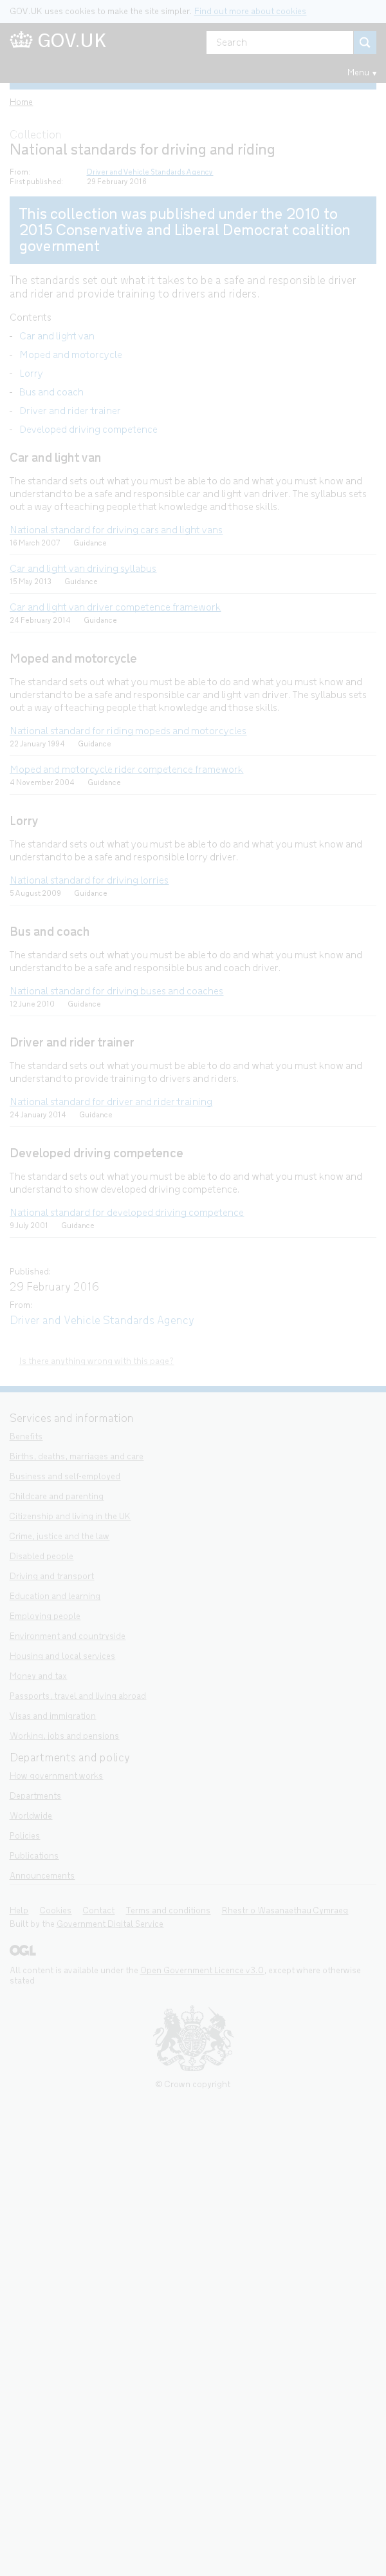 GOV.UK uses cookies to make the site simpler. Find out more about cookies
GOV.UK
Search
Menu
Home
Collection
National standards for driving and riding
From: Driver and Vehicle Standards Agency
First published: 29 February 2016
This collection was published under the 2010 to
2015 Conservative and Liberal Democrat coalition
government
The standards set out what it takes to be a safe and responsible driver
and rider and provide training to drivers and riders.
Contents
- Car and light van
- Moped and motorcycle
- Lorry
- Bus and coach
- Driver and rider trainer
- Developed driving competence
Car and light van
The standard sets out what you must be able to do and what you must know and
understand to be a safe and responsible car and light van driver. The syllabus sets
out a way of teaching people that knowledge and those skills.
National standard for driving cars and light vans
16 March 2007 Guidance
Car and light van driving syllabus
15 May 2013 Guidance
Car and light van driver competence framework
24 February 2014 Guidance
Moped and motorcycle
The standard sets out what you must be able to do and what you must know and
understand to be a safe and responsible car and light van driver. The syllabus sets
out a way of teaching people that knowledge and those skills.
National standard for riding mopeds and motorcycles
22 January 1994 Guidance
Moped and motorcycle rider competence framework
4 November 2004 Guidance
Lorry
The standard sets out what you must be able to do and what you must know and
understand to be a safe and responsible lorry driver.
National standard for driving lorries
5 August 2009 Guidance
Bus and coach
The standard sets out what you must be able to do and what you must know and
understand to be a safe and responsible bus and coach driver.
National standard for driving buses and coaches
12 June 2010 Guidance
Driver and rider trainer
The standard sets out what you must be able to do and what you must know and
understand to provide training to drivers and riders.
National standard for driver and rider training
24 January 2014 Guidance
Developed driving competence
The standard sets out what you must be able to do and what you must know and
understand to show developed driving competence.
National standard for developed driving competence
9 July 2001 Guidance
Published:
29 February 2016
From:
Driver and Vehicle Standards Agency
Is there anything wrong with this page?
Services and information
Benefits
Births, deaths, marriages and care
Business and self-employed
Childcare and parenting
Citizenship and living in the UK
Crime, justice and the law
Disabled people
Driving and transport
Education and learning
Employing people
Environment and countryside
Housing and local services
Money and tax
Passports, travel and living abroad
Visas and immigration
Working, jobs and pensions
Departments and policy
How government works
Departments
Worldwide
Policies
Publications
Announcements
Help Cookies Contact Terms and conditions Rhestr o Wasanaethau Cymraeg
Built by the Government Digital Service
OGL
All content is available under the Open Government Licence v3.0, except where otherwise
stated
© Crown copyright